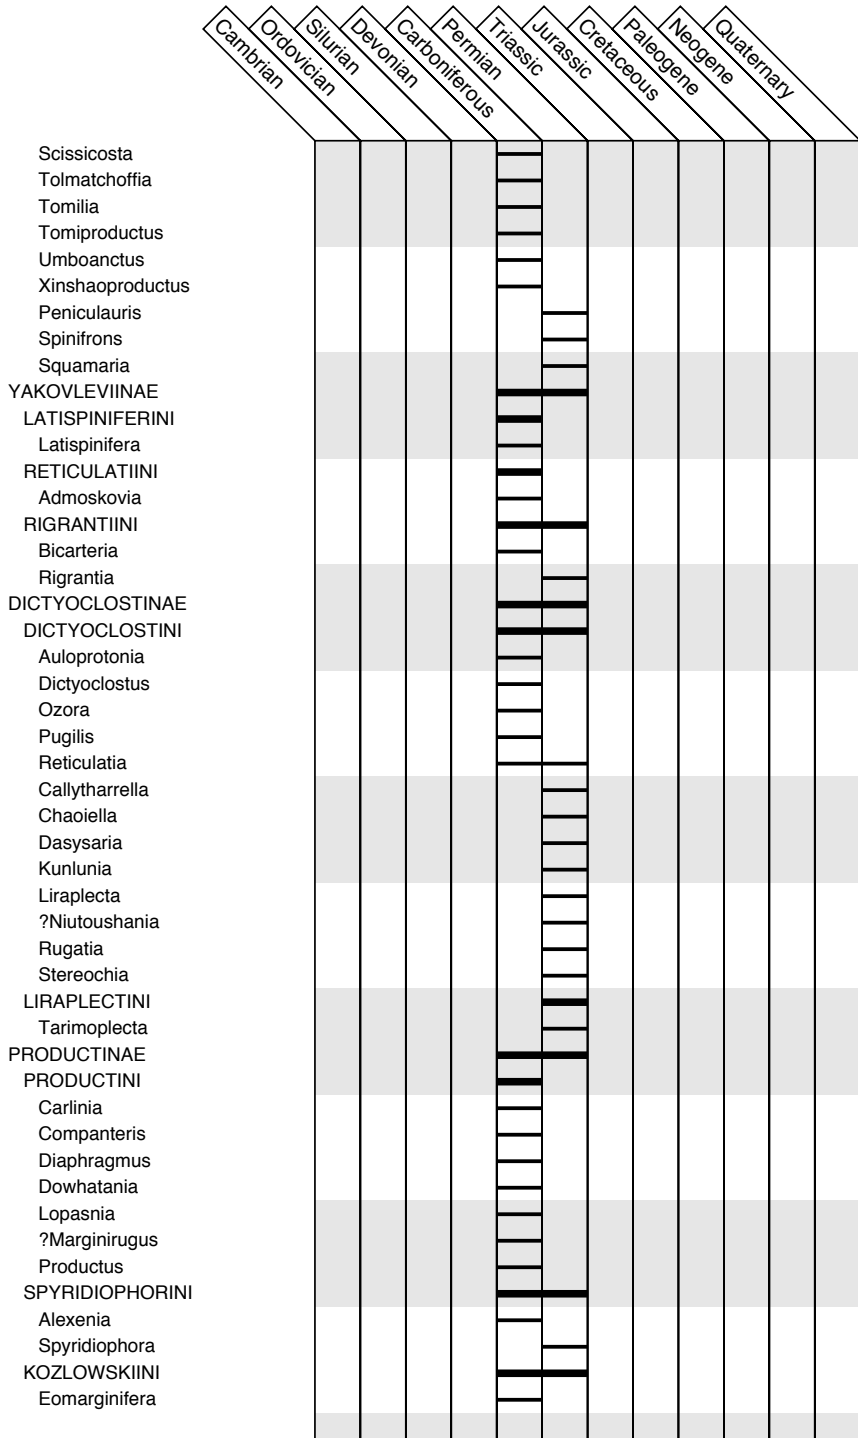 Cambrian
Ordovician
Silurian
Devonian
Carboniferous
Permian
Triassic
Jurassic
Cretaceous
Paleogene
Neogene
Quaternary
Scissicosta
Tolmatchoffia
Tomilia
Tomiproductus
Umboanctus
Xinshaoproductus
Peniculauris
Spinifrons
Squamaria
YAKOVLEVIINAE
LATISPINIFERINI
Latispinifera
RETICULATIINI
Admoskovia
RIGRANTIINI
Bicarteria
Rigrantia
DICTYOCLOSTINAE
DICTYOCLOSTINI
Auloprotonia
Dictyoclostus
Ozora
Pugilis
Reticulatia
Callytharrella
Chaoiella
Dasysaria
Kunlunia
Liraplecta
?Niutoushania
Rugatia
Stereochia
LIRAPLECTINI
Tarimoplecta
PRODUCTINAE
PRODUCTINI
Carlinia
Companteris
Diaphragmus
Dowhatania
Lopasnia
?Marginirugus
Productus
SPYRIDIOPHORINI
Alexenia
Spyridiophora
KOZLOWSKIINI
Eomarginifera